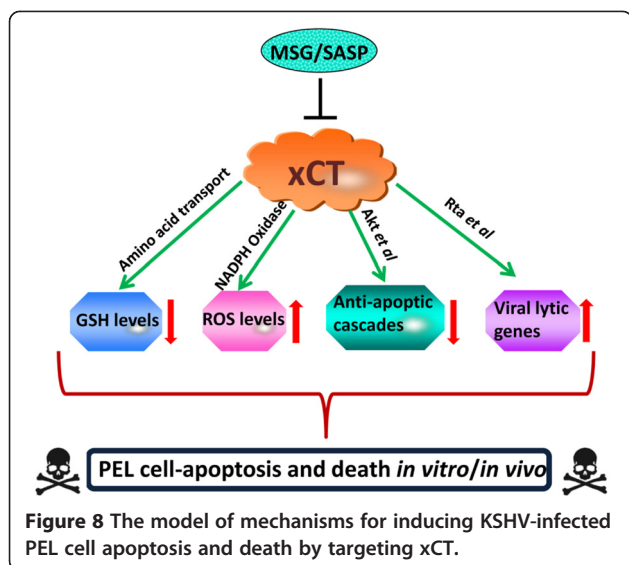 MSG/SASP
xCT
Amino acid transport
NADPH Oxidase
Akt et al
Rta et al
GSH levels
ROS levels
Anti-apoptic
cascades
Viral lytic
genes
PEL cell-apoptosis and death in vitro/in vivo
Figure 8 The model of mechanisms for inducing KSHV-infected
PEL cell apoptosis and death by targeting xCT.